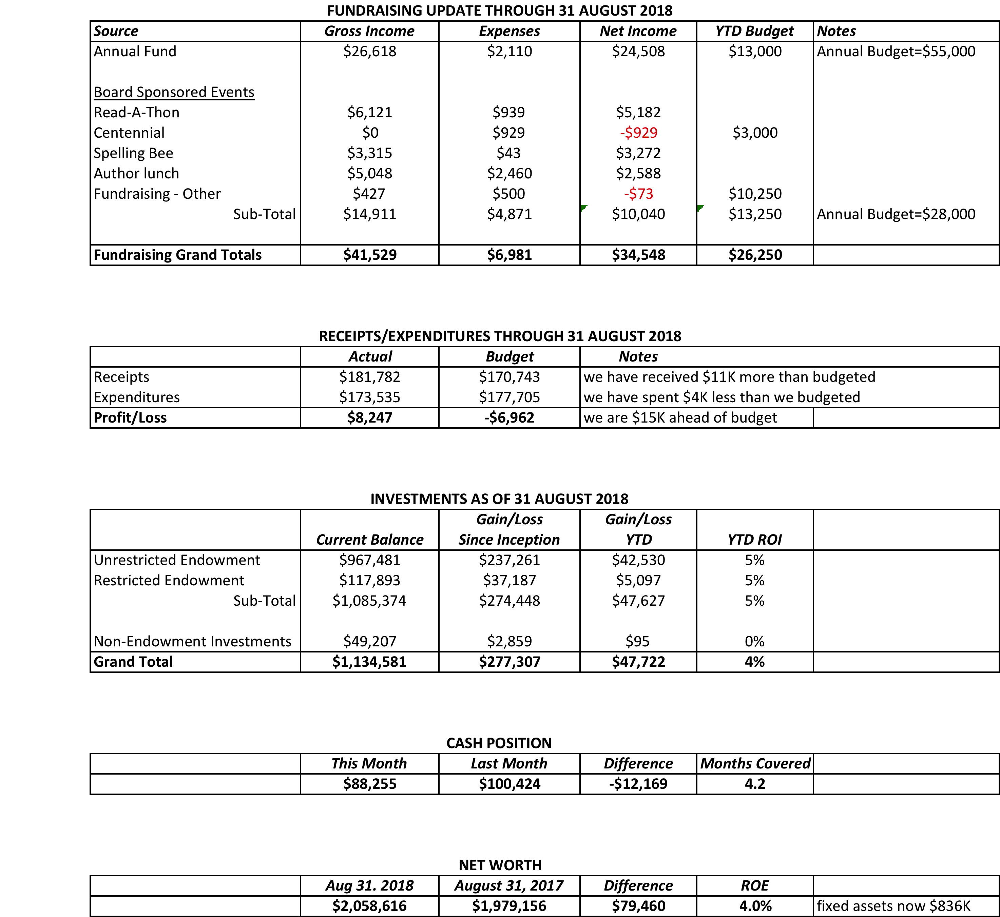 FUNDRAISING UPDATE THROUGH 31 AUGUST 2018
Source Gross Income Expenses Net Income YTD Budget Notes
Annual Fund $26,618 $2,110 $24,508 $13,000 Annual Budget=$55,000
Board Sponsored Events
Read-A-Thon $6,121 $939 $5,182
Centennial $0 $929 -$929 $3,000
Spelling Bee $3,315 $43 $3,272
Author lunch $5,048 $2,460 $2,588
Fundraising - Other $427 $500 -$73 $10,250
Sub-Total $14,911 $4,871 $10,040 $13,250 Annual Budget=$28,000
Fundraising Grand Totals $41,529 $6,981 $34,548 $26,250
RECEIPTS/EXPENDITURES THROUGH 31 AUGUST 2018
Actual Budget Notes
Receipts $181,782 $170,743 we have received $11K more than budgeted
Expenditures $173,535 $177,705 we have spent $4K less than we budgeted
Profit/Loss $8,247 -$6,962 we are $15K ahead of budget
INVESTMENTS AS OF 31 AUGUST 2018
Gain/Loss Gain/Loss
Current Balance Since Inception YTD YTD ROI
Unrestricted Endowment $967,481 $237,261 $42,530 5%
Restricted Endowment $117,893 $37,187 $5,097 5%
Sub-Total $1,085,374 $274,448 $47,627 5%
Non-Endowment Investments $49,207 $2,859 $95 0%
Grand Total $1,134,581 $277,307 $47,722 4%
CASH POSITION
This Month Last Month Difference Months Covered
$88,255 $100,424 -$12,169 4.2
NET WORTH
Aug 31. 2018 August 31, 2017 Difference ROE
$2,058,616 $1,979,156 $79,460 4.0% fixed assets now $836K